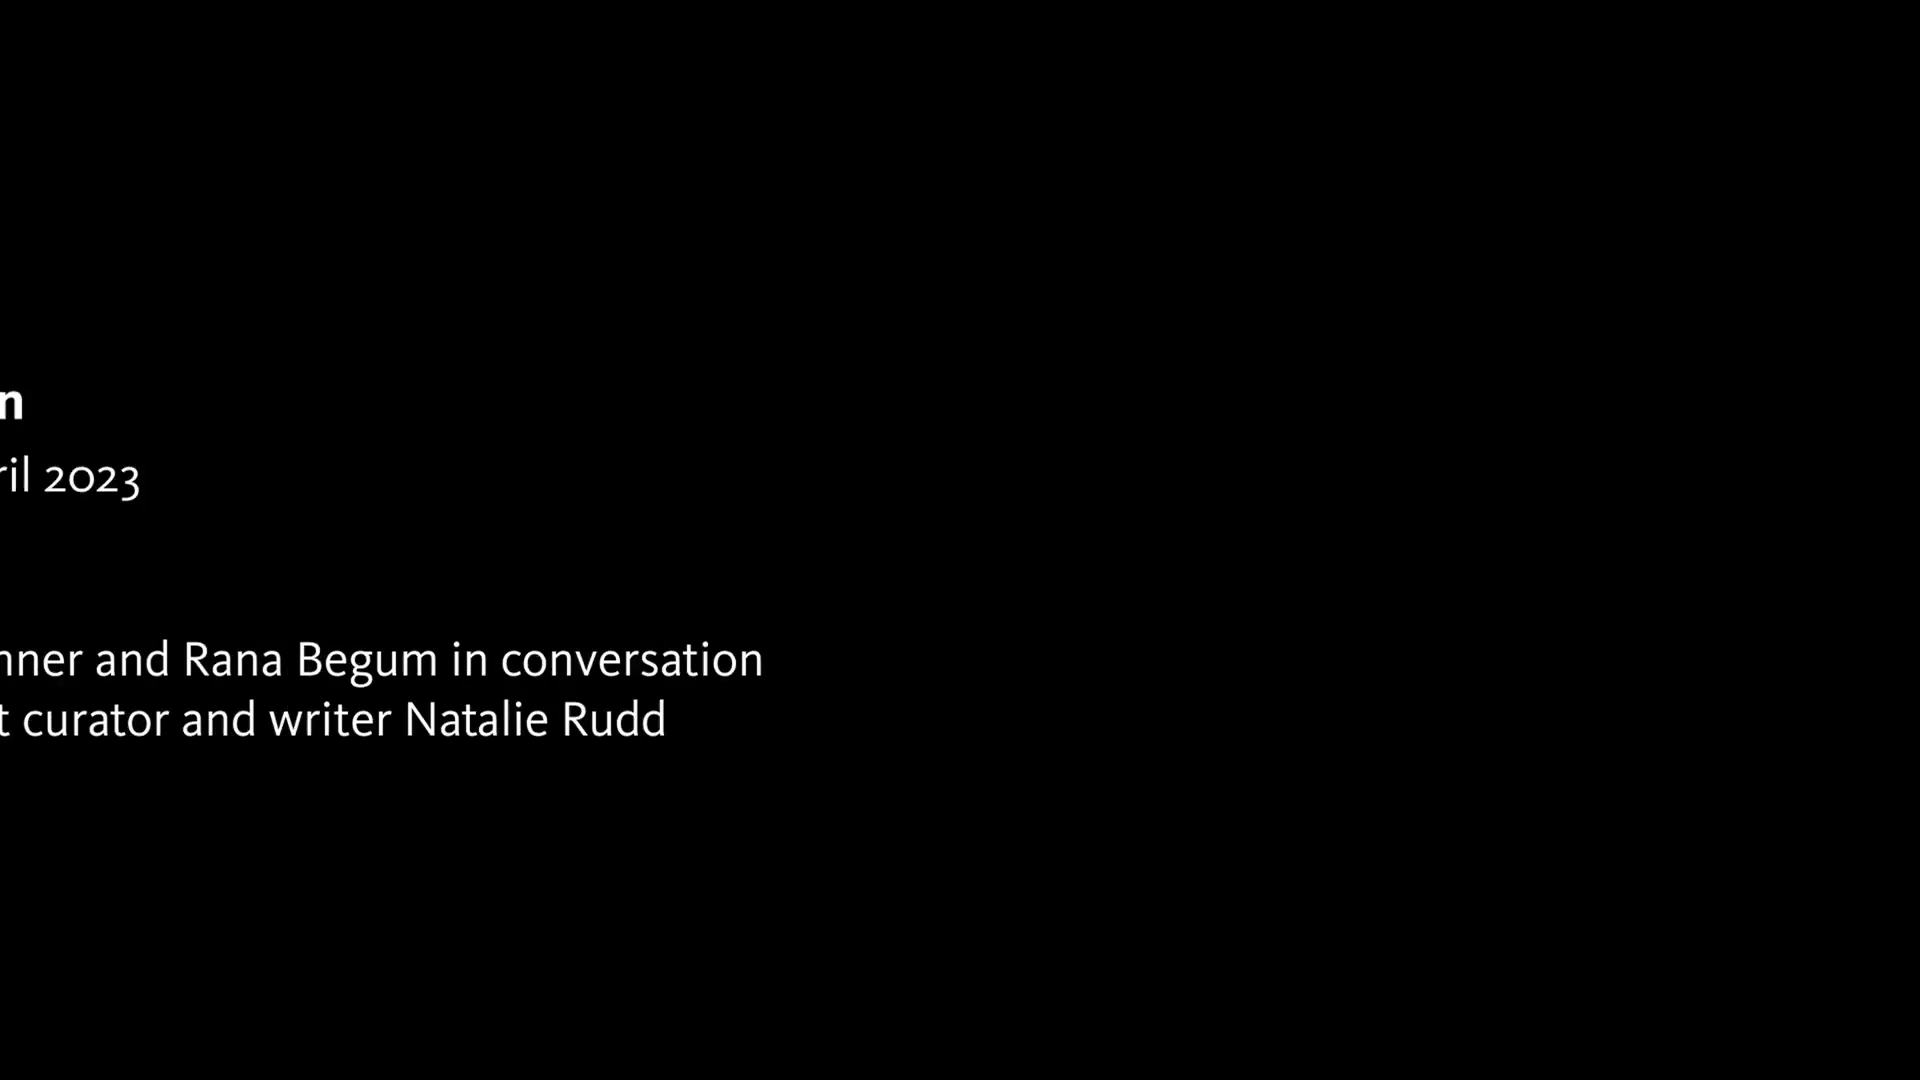 n
ril 2023
nner and Rana Begum in conversation
t curator and writer Natalie Rudd